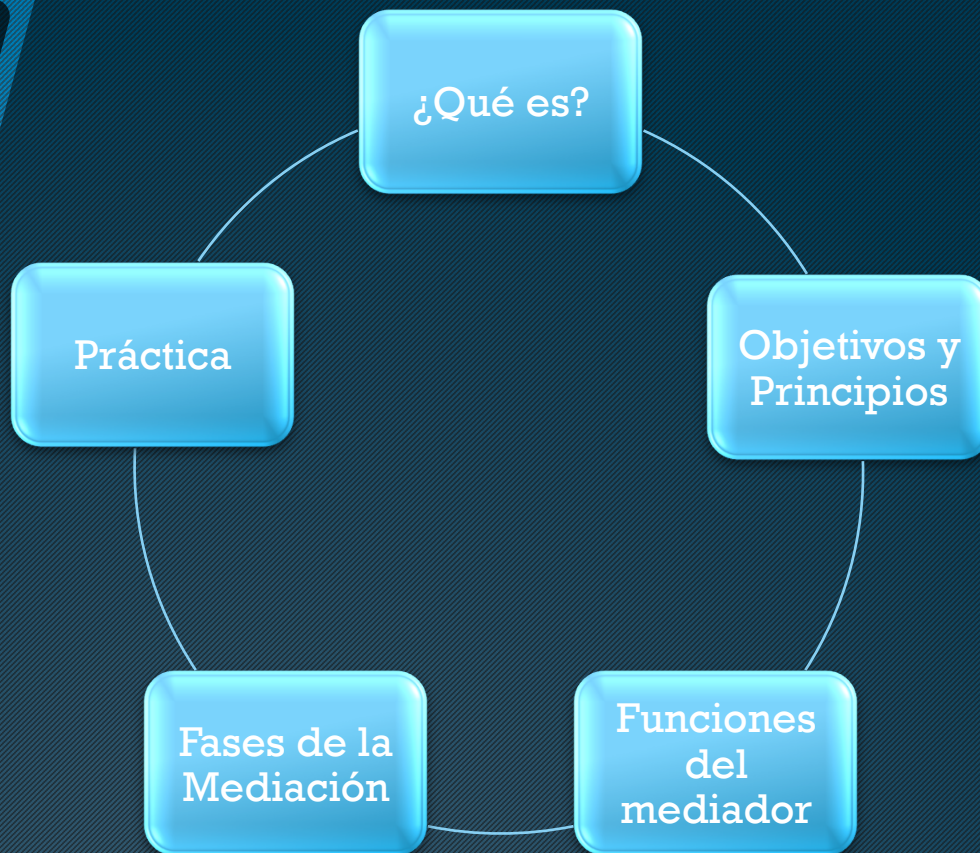 ¿Qué es?
Objetivos y
Principios
Funciones
del
mediador
Fases de la
Mediación
Práctica